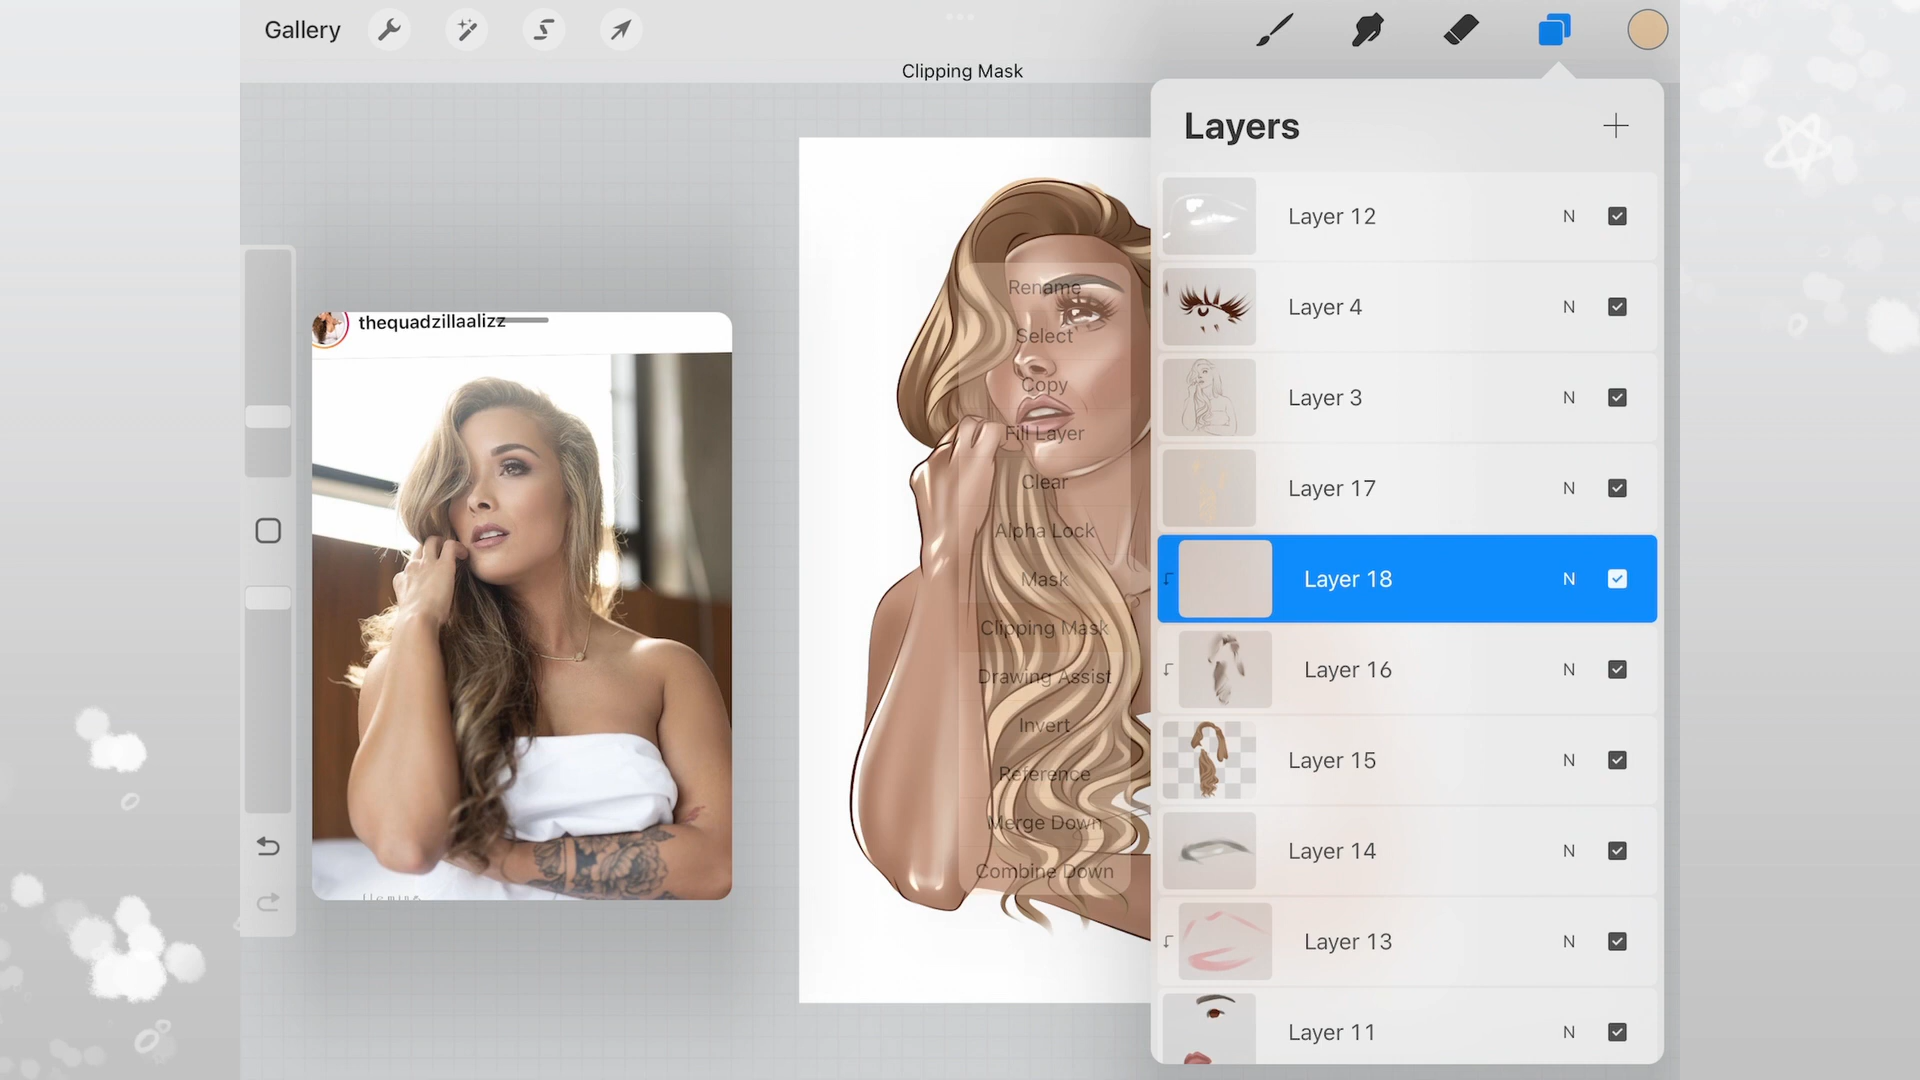 Gallery
Clipping Mask
Layers
Layer 12 N
Layer 4 N
Layer 3 N
Layer 17 N
Layer 18 N
Layer 16 N
Layer 15 N
Layer 14 N
Layer 13 N
Layer 11 N
Rename
Select
Copy
Fill Layer
Clear
Alpha Lock
Mask
Clipping Mask
Drawing Assist
Invert
Reference
Merge Down
Combine Down
thequadzillaalizz